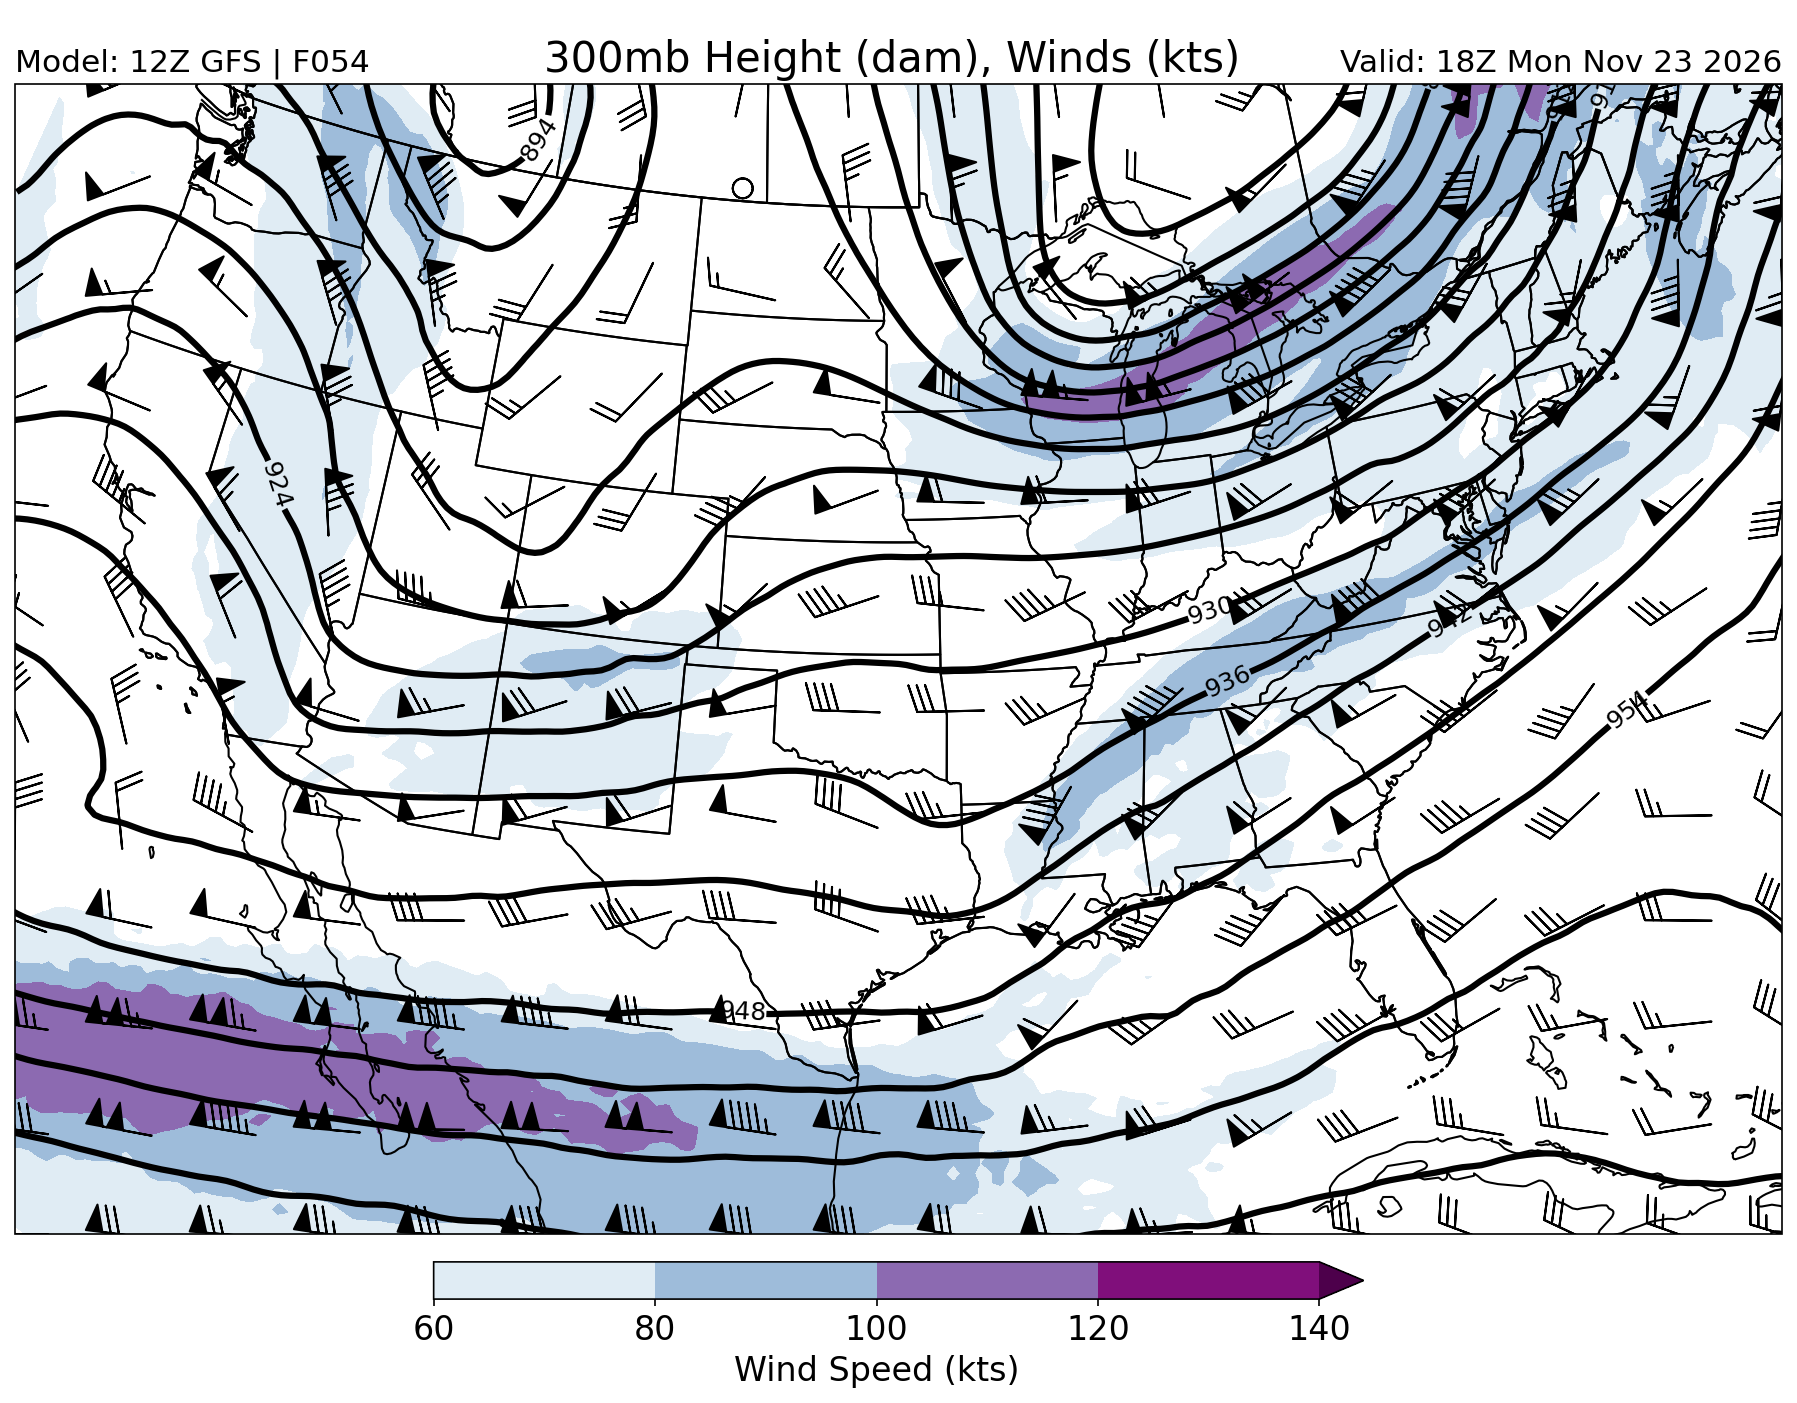 Model: 12Z GFS | F054
300mb Height (dam), Winds (kts)
Valid: 18Z Mon Nov 23 2026
894
924
930
942
936
954
948
60 80 100 120 140
Wind Speed (kts)